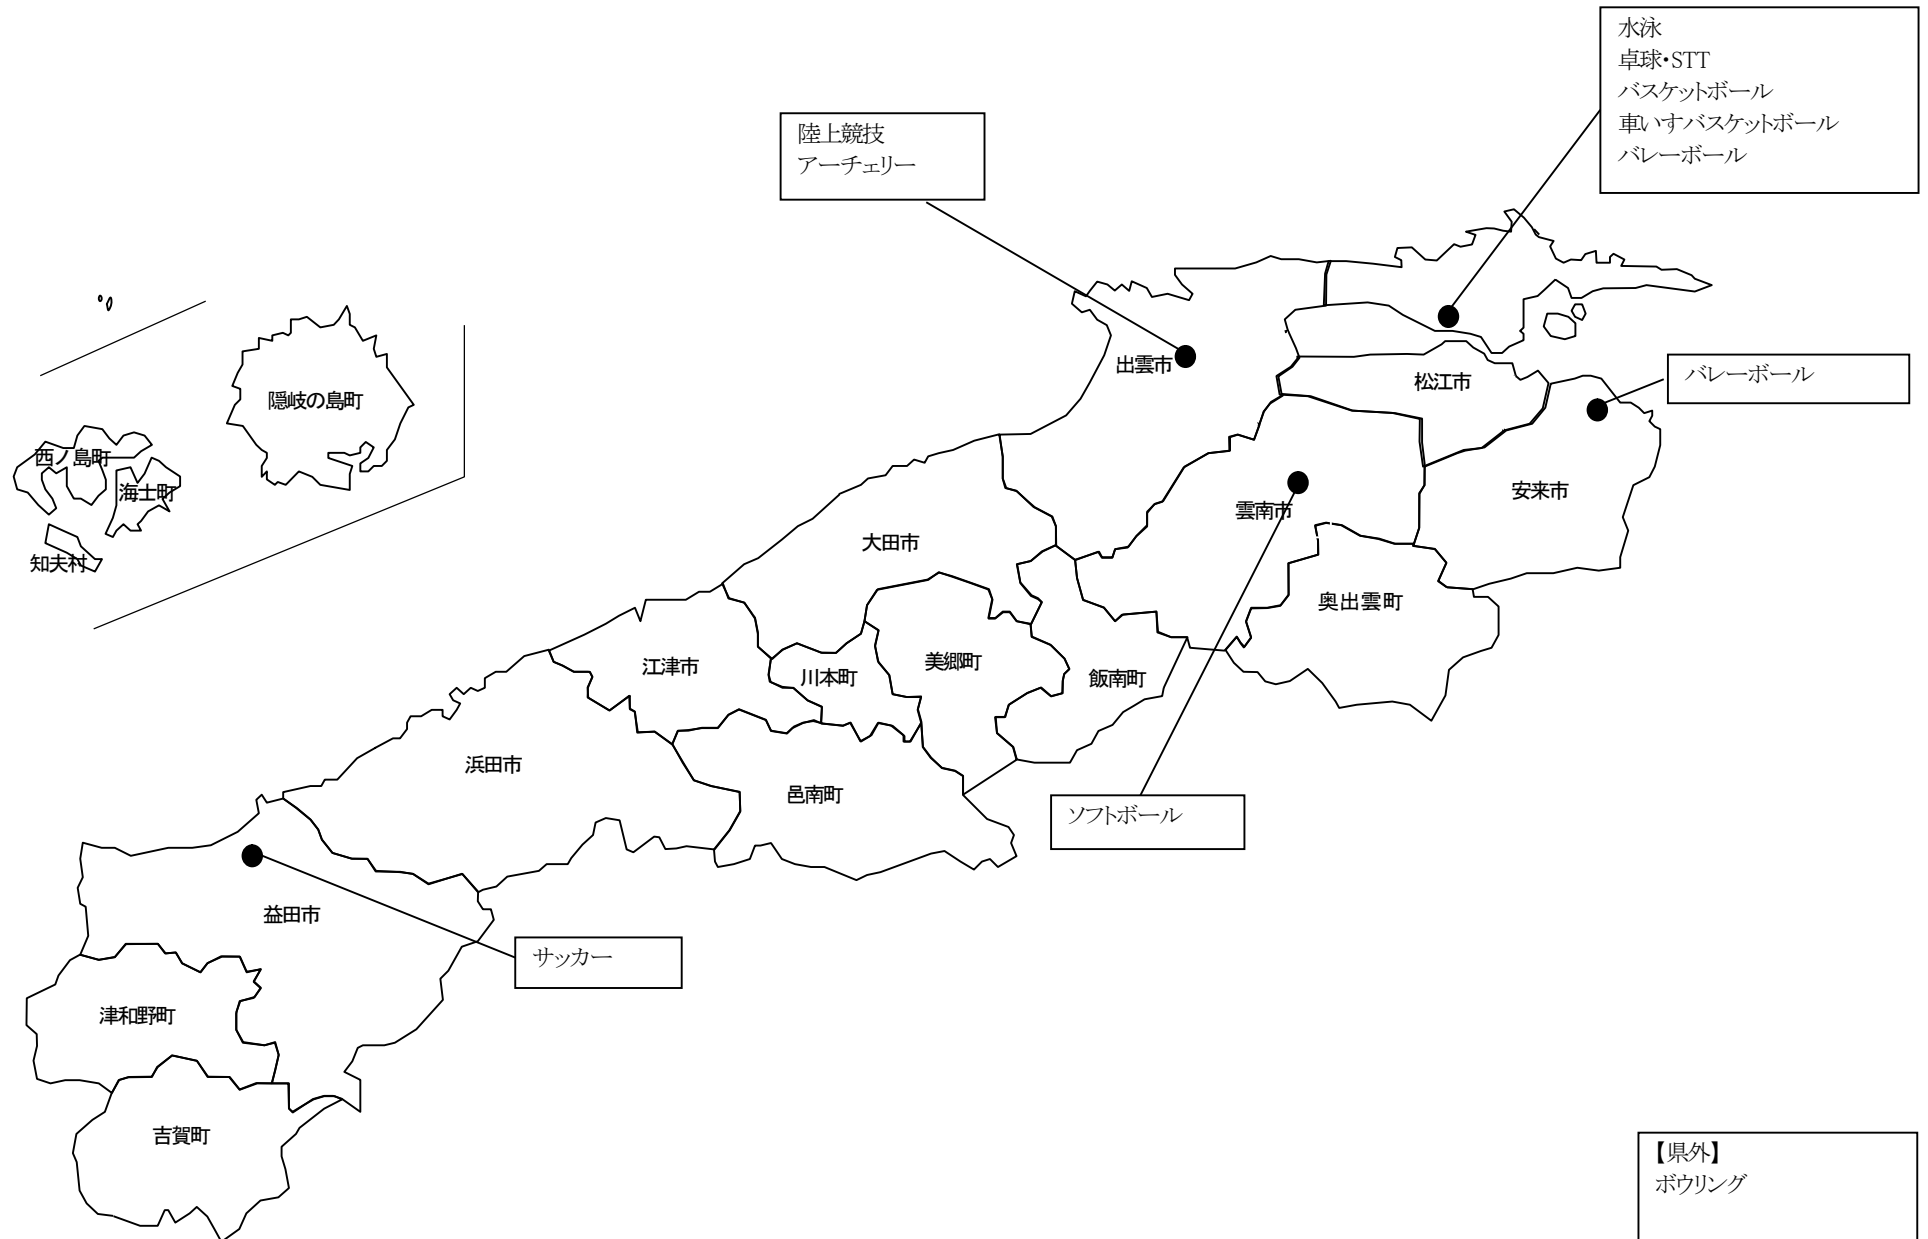 水泳
卓球・STT
バスケットボール
車いすバスケットボール
バレーボール
陸上競技
アーチェリー
出雲市
松江市
バレーボール
隠岐の島町
西ノ島町
海士町
知夫村
安来市
雲南市
大田市
奥出雲町
江津市
川本町
美郷町
飯南町
浜田市
邑南町
ソフトボール
益田市
サッカー
津和野町
吉賀町
【県外】
ボウリング